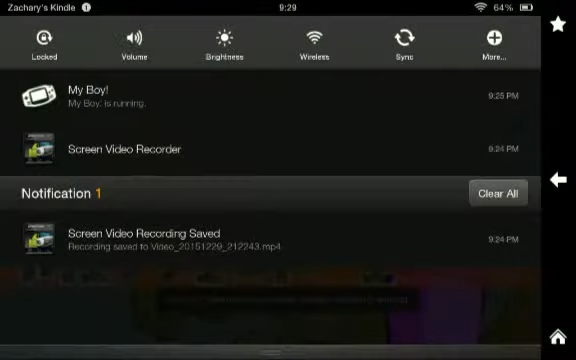 Zachary's Kindle 1 9:29 64%
Locked Volume Brightness Wireless Sync More...
My Boy! 9:25 PM
My Boy! is running.
Screen Video Recorder 9:24 PM
Notification 1 Clear All
Screen Video Recording Saved 9:24 PM
Recording saved to Video_20151229_212243.mp4